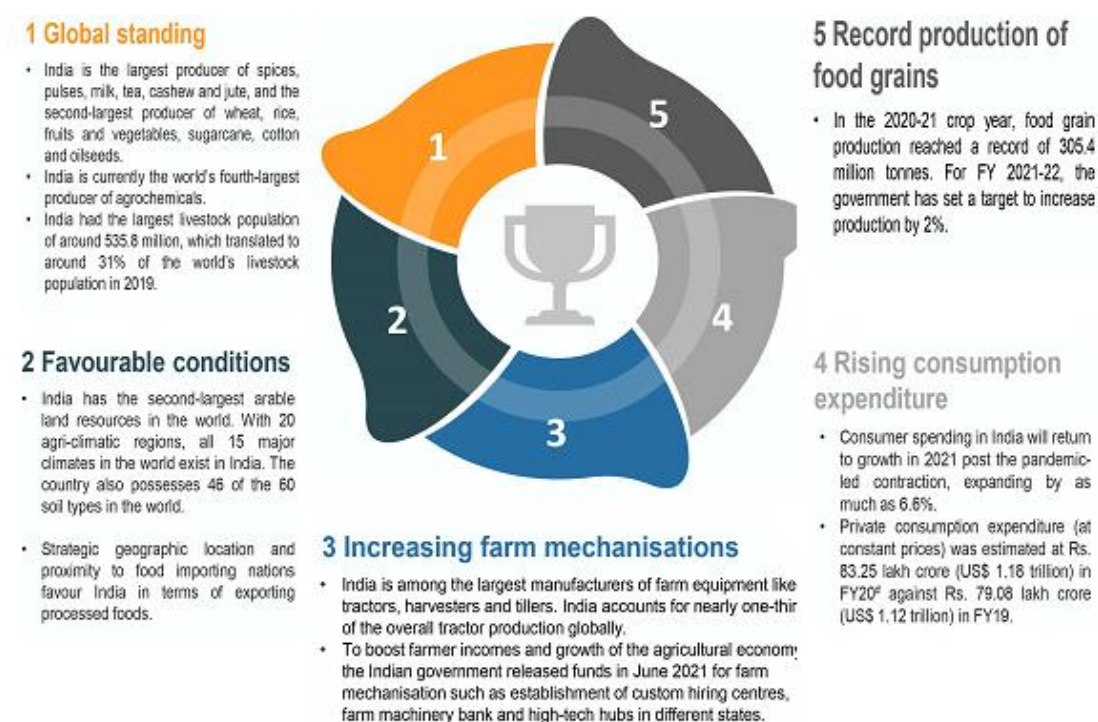 1 Global standing
• India is the largest producer of spices,
pulses, milk, tea, cashew and jute, and the
second-largest producer of wheat, rice,
fruits and vegetables, sugarcane, cotton
and oilseeds.
• India is currently the world's fourth-largest
producer of agrochemicals.
• India had the largest livestock population
of around 535.8 million, which translated to
around 31% of the world's livestock
population in 2019.
2 Favourable conditions
• India has the second-largest arable
land resources in the world. With 20
agri-climatic regions, all 15 major
climates in the world exist in India. The
country also possesses 46 of the 60
soil types in the world.
• Strategic geographic location and
proximity to food importing nations
favour India in terms of exporting
processed foods.
1
2
3
4
5
3 Increasing farm mechanisations
• India is among the largest manufacturers of farm equipment like
tractors, harvesters and tillers. India accounts for nearly one-thir
of the overall tractor production globally.
• To boost farmer incomes and growth of the agricultural economy
the Indian government released funds in June 2021 for farm
mechanisation such as establishment of custom hiring centres,
farm machinery bank and high-tech hubs in different states.
5 Record production of
food grains
• In the 2020-21 crop year, food grain
production reached a record of 305.4
million tonnes. For FY 2021-22, the
government has set a target to increase
production by 2%.
4 Rising consumption
expenditure
• Consumer spending in India will return
to growth in 2021 post the pandemic-
led contraction, expanding by as
much as 6.6%.
• Private consumption expenditure (at
constant prices) was estimated at Rs.
83.25 lakh crore (US$ 1.18 trillion) in
FY20 against Rs. 79.08 lakh crore
(US$ 1.12 trillion) in FY19.